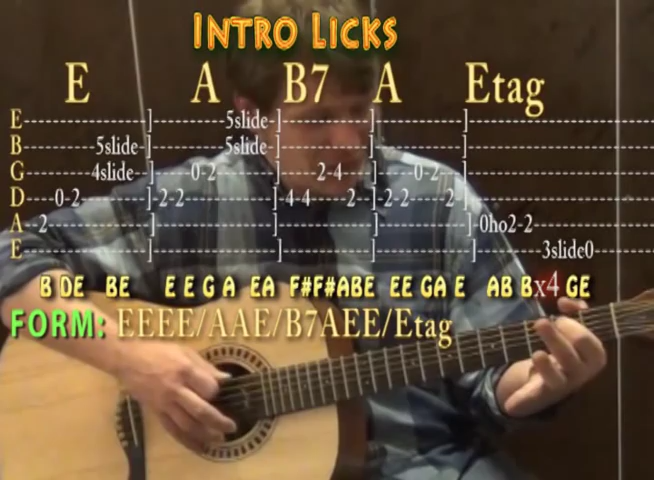 Intro Licks
E A B7 A Etag
E----------------------]-------------5slide-]----------------]----------------]------------------------------
B-------------5slide--]-------------5slide-]----------------]----------------]------------------------------
G-------------4slide--]-------0-2----------]-------2-4-----]-------0-2-----]------------------------------
D------0-2-----------]-2-2----------------]-4-4------2---]-2-2------2--]------------------------------
A---2----------------]---------------------]----------------]----------------]-0ho2-2-------------------
E----------------------]---------------------]----------------]----------------]-----------3slide0---------
B DE BE E E G A EA F#F#ABE EE GA E AB Bx4 GE
FORM: EEEE/AAE/B7AEE/Etag